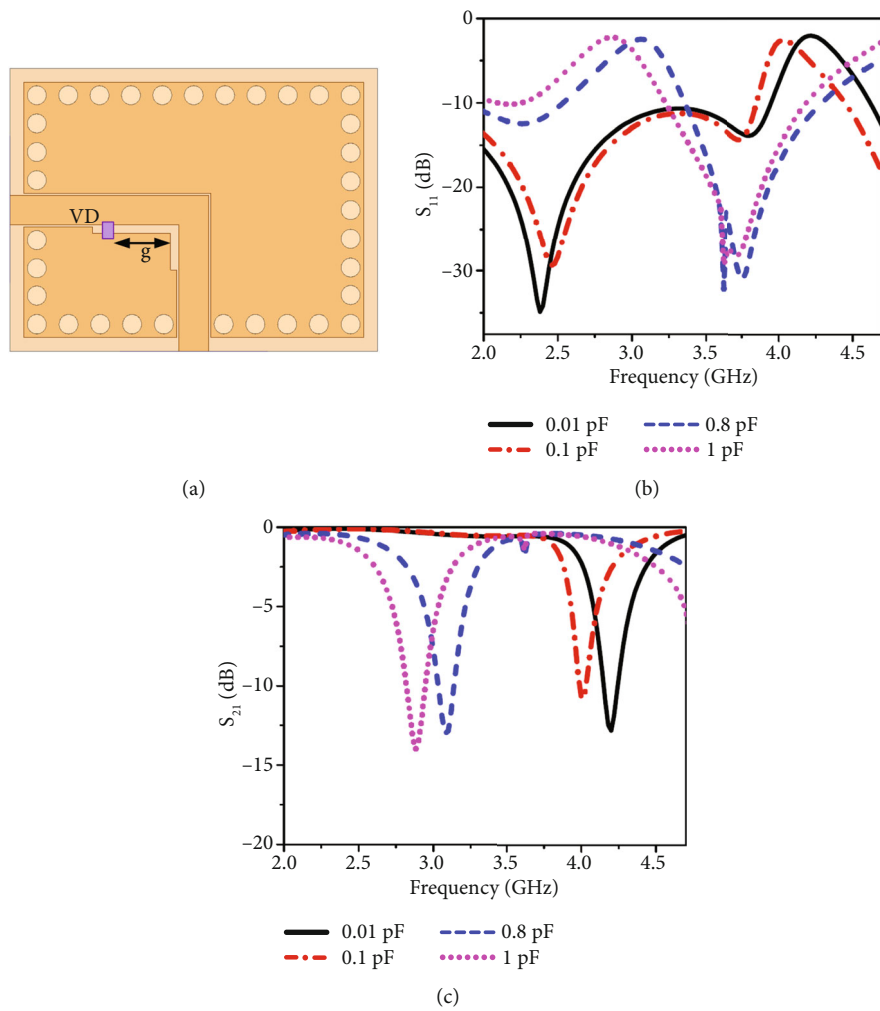 VD
g
(a)
0
−10
−20
−30
S11 (dB)
2.0 2.5 3.0 3.5 4.0 4.5
Frequency (GHz)
0.01 pF 0.8 pF
0.1 pF 1 pF
(b)
0
−5
−10
−15
−20
S21 (dB)
2.0 2.5 3.0 3.5 4.0 4.5
Frequency (GHz)
0.01 pF 0.8 pF
0.1 pF 1 pF
(c)